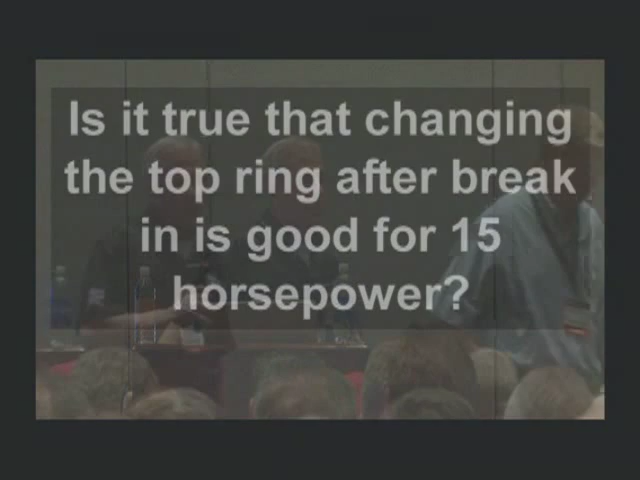 Is it true that changing
the top ring after break
in is good for 15
horsepower?